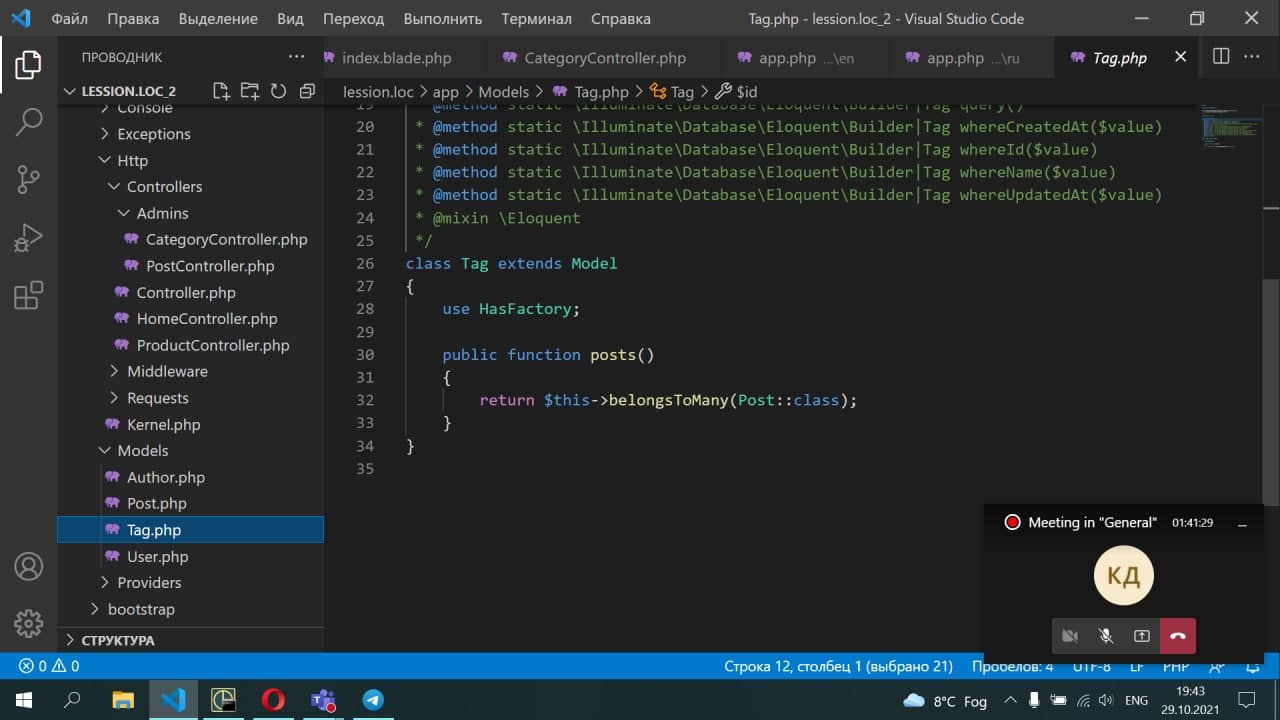 Файл Правка Выделение Вид Переход Выполнить Терминал Справка Tag.php - lession.loc_2 - Visual Studio Code
ПРОВОДНИК ... index.blade.php CategoryController.php app.php ...\en app.php ...\ru Tag.php
LESSION.LOC_2 lession.loc > app > Models > Tag.php > Tag > $id
Console
Exceptions
Http
Controllers
Admins
CategoryController.php
PostController.php
Controller.php
HomeController.php
ProductController.php
Middleware
Requests
Kernel.php
Models
Author.php
Post.php
Tag.php
User.php
Providers
bootstrap
СТРУКТУРА
19 * @method static \Illuminate\Database\Eloquent\Builder|Tag query()
20 * @method static \Illuminate\Database\Eloquent\Builder|Tag whereCreatedAt($value)
21 * @method static \Illuminate\Database\Eloquent\Builder|Tag whereId($value)
22 * @method static \Illuminate\Database\Eloquent\Builder|Tag whereName($value)
23 * @method static \Illuminate\Database\Eloquent\Builder|Tag whereUpdatedAt($value)
24 * @mixin \Eloquent
25 */
26 class Tag extends Model
27 {
28 use HasFactory;
29
30 public function posts()
31 {
32 return $this->belongsToMany(Post::class);
33 }
34 }
35
Meeting in "General" 01:41:29
КД
0 0 Строка 12, столбец 1 (выбрано 21) Пробелов: 4 UTF-8 LF PHP
8°C Fog ENG 19:43
29.10.2021